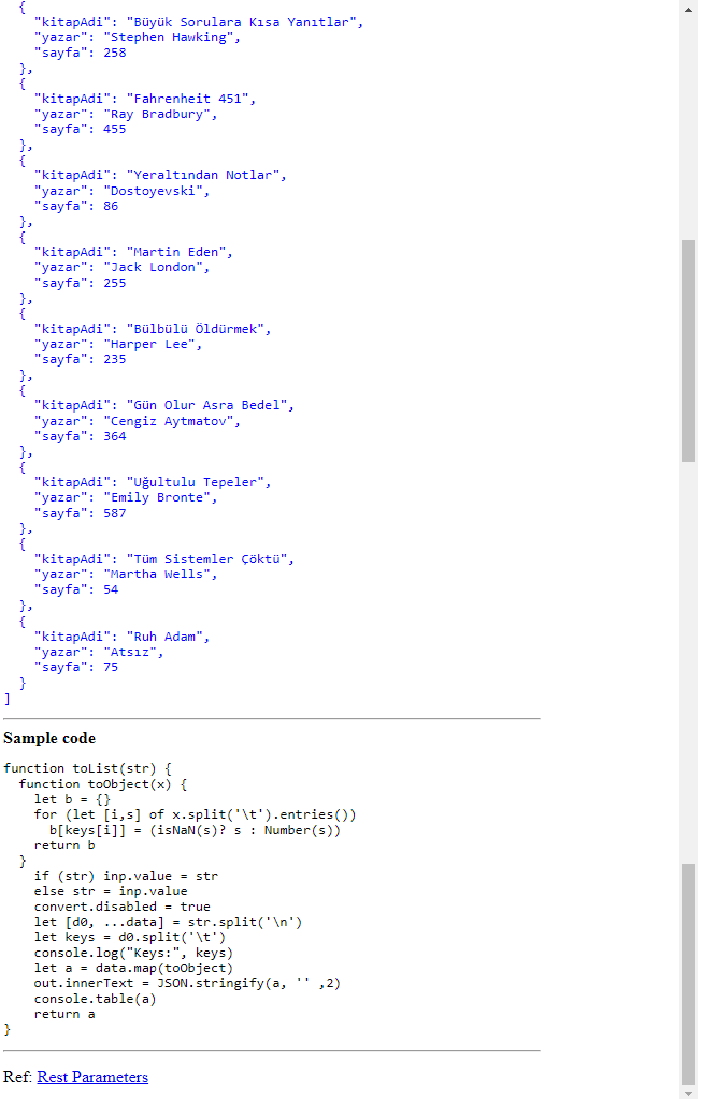 {
    "kitapAdi": "Büyük Sorulara Kısa Yanıtlar",
    "yazar": "Stephen Hawking",
    "sayfa": 258
  },
  {
    "kitapAdi": "Fahrenheit 451",
    "yazar": "Ray Bradbury",
    "sayfa": 455
  },
  {
    "kitapAdi": "Yeraltından Notlar",
    "yazar": "Dostoyevski",
    "sayfa": 86
  },
  {
    "kitapAdi": "Martin Eden",
    "yazar": "Jack London",
    "sayfa": 255
  },
  {
    "kitapAdi": "Bülbülü Öldürmek",
    "yazar": "Harper Lee",
    "sayfa": 235
  },
  {
    "kitapAdi": "Gün Olur Asra Bedel",
    "yazar": "Cengiz Aytmatov",
    "sayfa": 364
  },
  {
    "kitapAdi": "Uğultulu Tepeler",
    "yazar": "Emily Bronte",
    "sayfa": 587
  },
  {
    "kitapAdi": "Tüm Sistemler Çöktü",
    "yazar": "Martha Wells",
    "sayfa": 54
  },
  {
    "kitapAdi": "Ruh Adam",
    "yazar": "Atsız",
    "sayfa": 75
  }
]
Sample code
function toList(str) {
  function toObject(x) {
    let b = {}
    for (let [i,s] of x.split('\t').entries())
      b[keys[i]] = (isNaN(s)? s : Number(s))
    return b
  }
    if (str) inp.value = str
    else str = inp.value
    convert.disabled = true
    let [d0, ...data] = str.split('\n')
    let keys = d0.split('\t')
    console.log("Keys:", keys)
    let a = data.map(toObject)
    out.innerText = JSON.stringify(a, '' ,2)
    console.table(a)
    return a
}
Ref: Rest Parameters